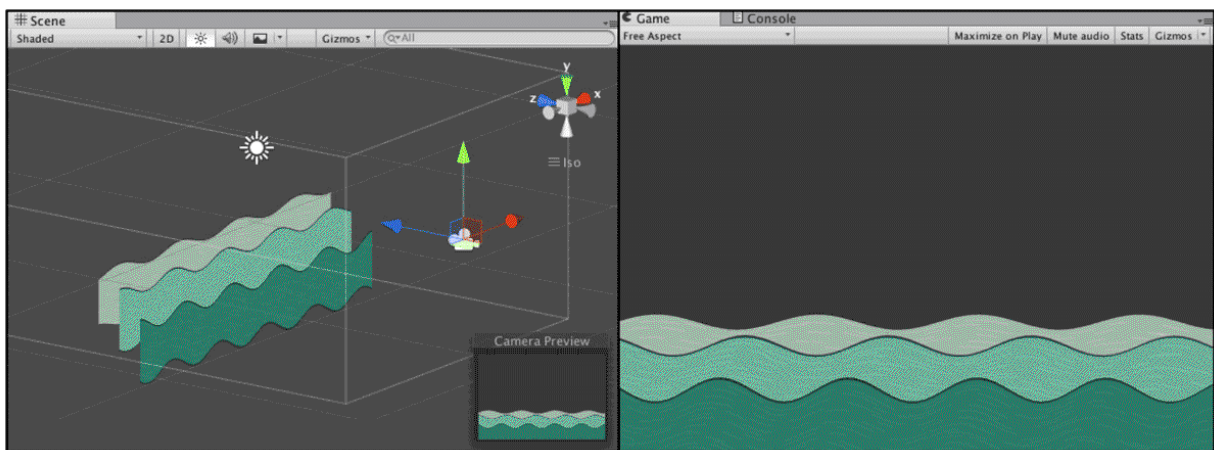 Scene
Shaded 2D Gizmos All
y
z x
Iso
Camera Preview
Game Console
Free Aspect Maximize on Play Mute audio Stats Gizmos